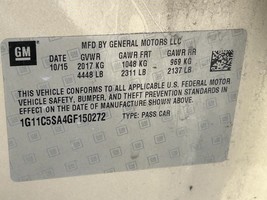 GM
MFD BY GENERAL MOTORS LLC
DATE GVWR GAWR FRT GAWR RR
10/15 2017 KG 1048 KG 969 KG
4448 LB 2311 LB 2137 LB
THIS VEHICLE CONFORMS TO ALL APPLICABLE U.S. FEDERAL MOTOR
VEHICLE SAFETY, BUMPER, AND THEFT PREVENTION STANDARDS IN
EFFECT ON THE DATE OF MANUFACTURE SHOWN ABOVE.
1G11C5SA4GF150272 TYPE: PASS CAR